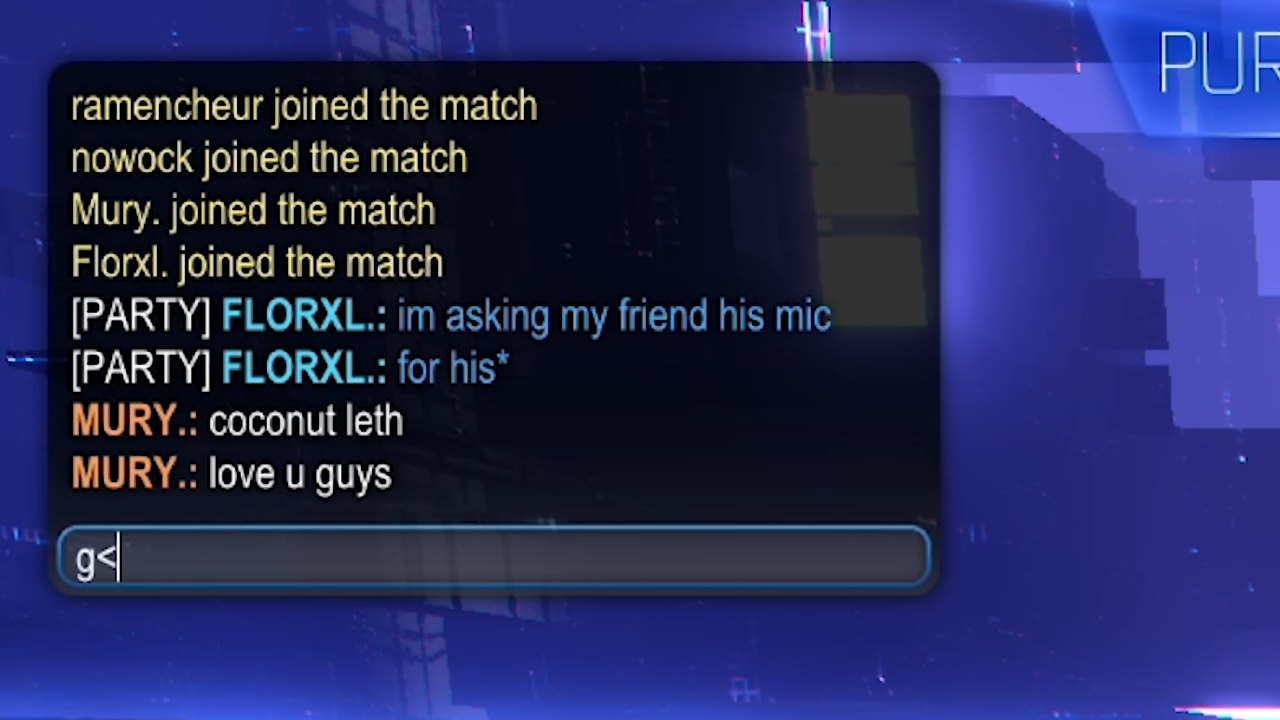 PUR
ramencheur joined the match
nowock joined the match
Mury. joined the match
Florxl. joined the match
[PARTY] FLORXL.: im asking my friend his mic
[PARTY] FLORXL.: for his*
MURY.: coconut leth
MURY.: love u guys
g<